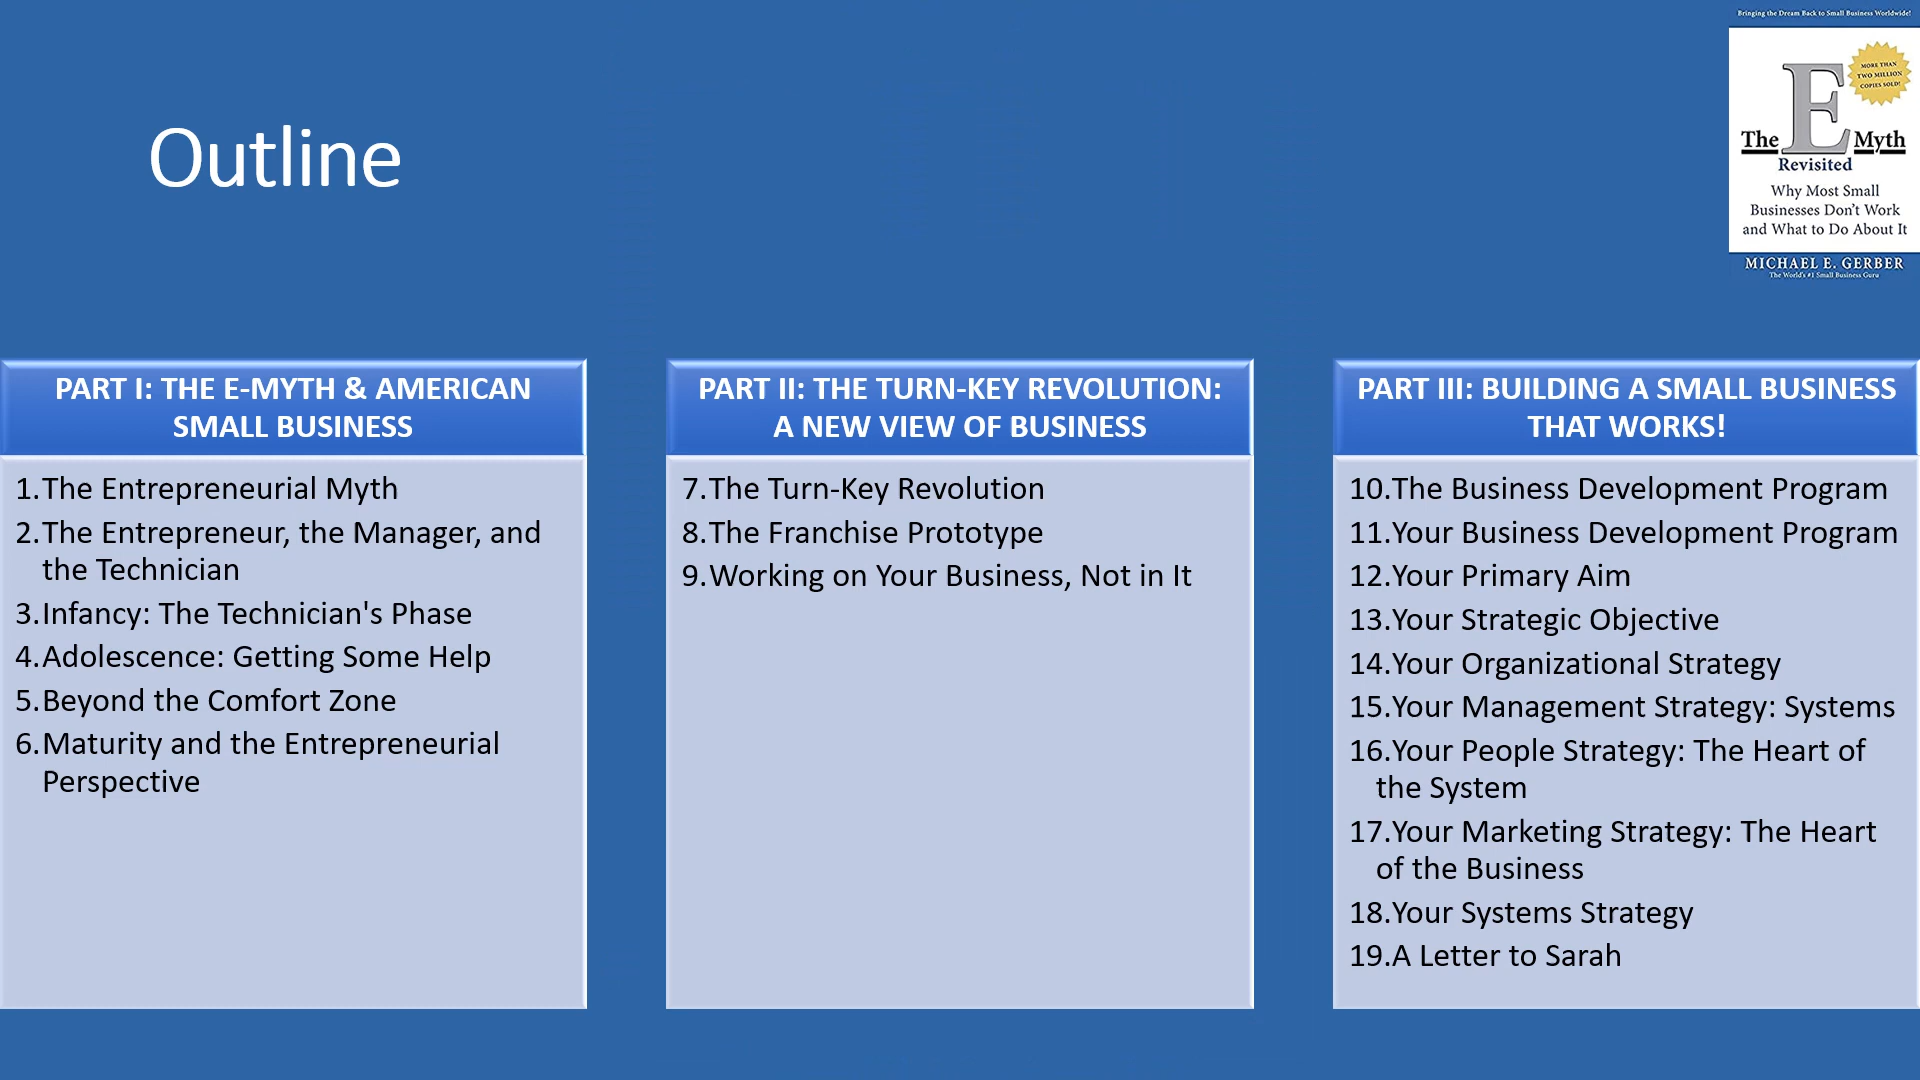 Bringing the Dream Back to Small Business Worldwide!
MORE THAN
TWO MILLION
COPIES SOLD!
The E Myth
Revisited
Why Most Small
Businesses Don't Work
and What to Do About It
MICHAEL E. GERBER
The World's #1 Small Business Guru
Outline
PART I: THE E-MYTH & AMERICAN
SMALL BUSINESS
1.The Entrepreneurial Myth
2.The Entrepreneur, the Manager, and
the Technician
3.Infancy: The Technician's Phase
4.Adolescence: Getting Some Help
5.Beyond the Comfort Zone
6.Maturity and the Entrepreneurial
Perspective
PART II: THE TURN-KEY REVOLUTION:
A NEW VIEW OF BUSINESS
7.The Turn-Key Revolution
8.The Franchise Prototype
9.Working on Your Business, Not in It
PART III: BUILDING A SMALL BUSINESS
THAT WORKS!
10.The Business Development Program
11.Your Business Development Program
12.Your Primary Aim
13.Your Strategic Objective
14.Your Organizational Strategy
15.Your Management Strategy: Systems
16.Your People Strategy: The Heart of
the System
17.Your Marketing Strategy: The Heart
of the Business
18.Your Systems Strategy
19.A Letter to Sarah